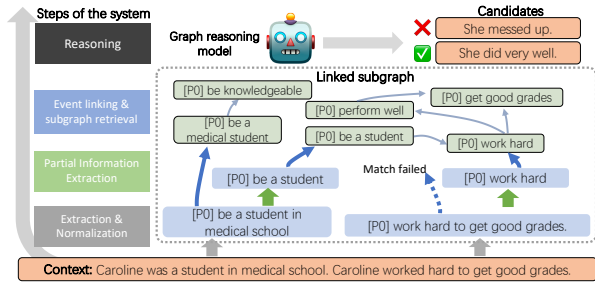 Steps of the system
Candidates
Reasoning
Graph reasoning
model
She messed up.
She did very well.
Linked subgraph
Event linking &
subgraph retrieval
[P0] be knowledgeable
[P0] get good grades
[P0] perform well
[P0] be a
medical student
[P0] be a student
[P0] work hard
Partial Information
Extraction
Match failed
[P0] be a student
[P0] work hard
Extraction &
Normalization
[P0] be a student in
medical school
[P0] work hard to get good grades.
Context: Caroline was a student in medical school. Caroline worked hard to get good grades.